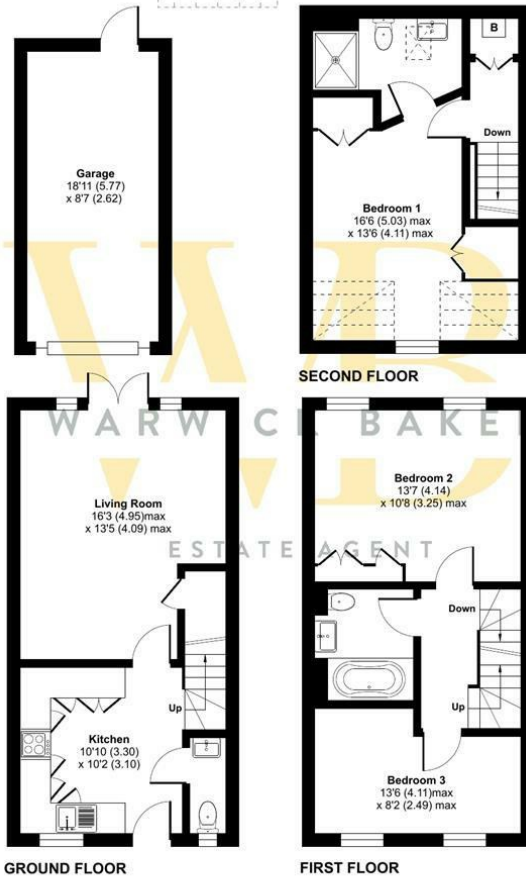 Garage
18'11 (5.77)
x 8'7 (2.62)
B
Down
Bedroom 1
16'6 (5.03) max
x 13'6 (4.11) max
SECOND FLOOR
WARWICK BAKER
ESTATE AGENT
Living Room
16'3 (4.95)max
x 13'5 (4.09) max
Up
Kitchen
10'10 (3.30)
x 10'2 (3.10)
GROUND FLOOR
Bedroom 2
13'7 (4.14)
x 10'8 (3.25) max
Down
Up
Bedroom 3
13'6 (4.11)max
x 8'2 (2.49) max
FIRST FLOOR